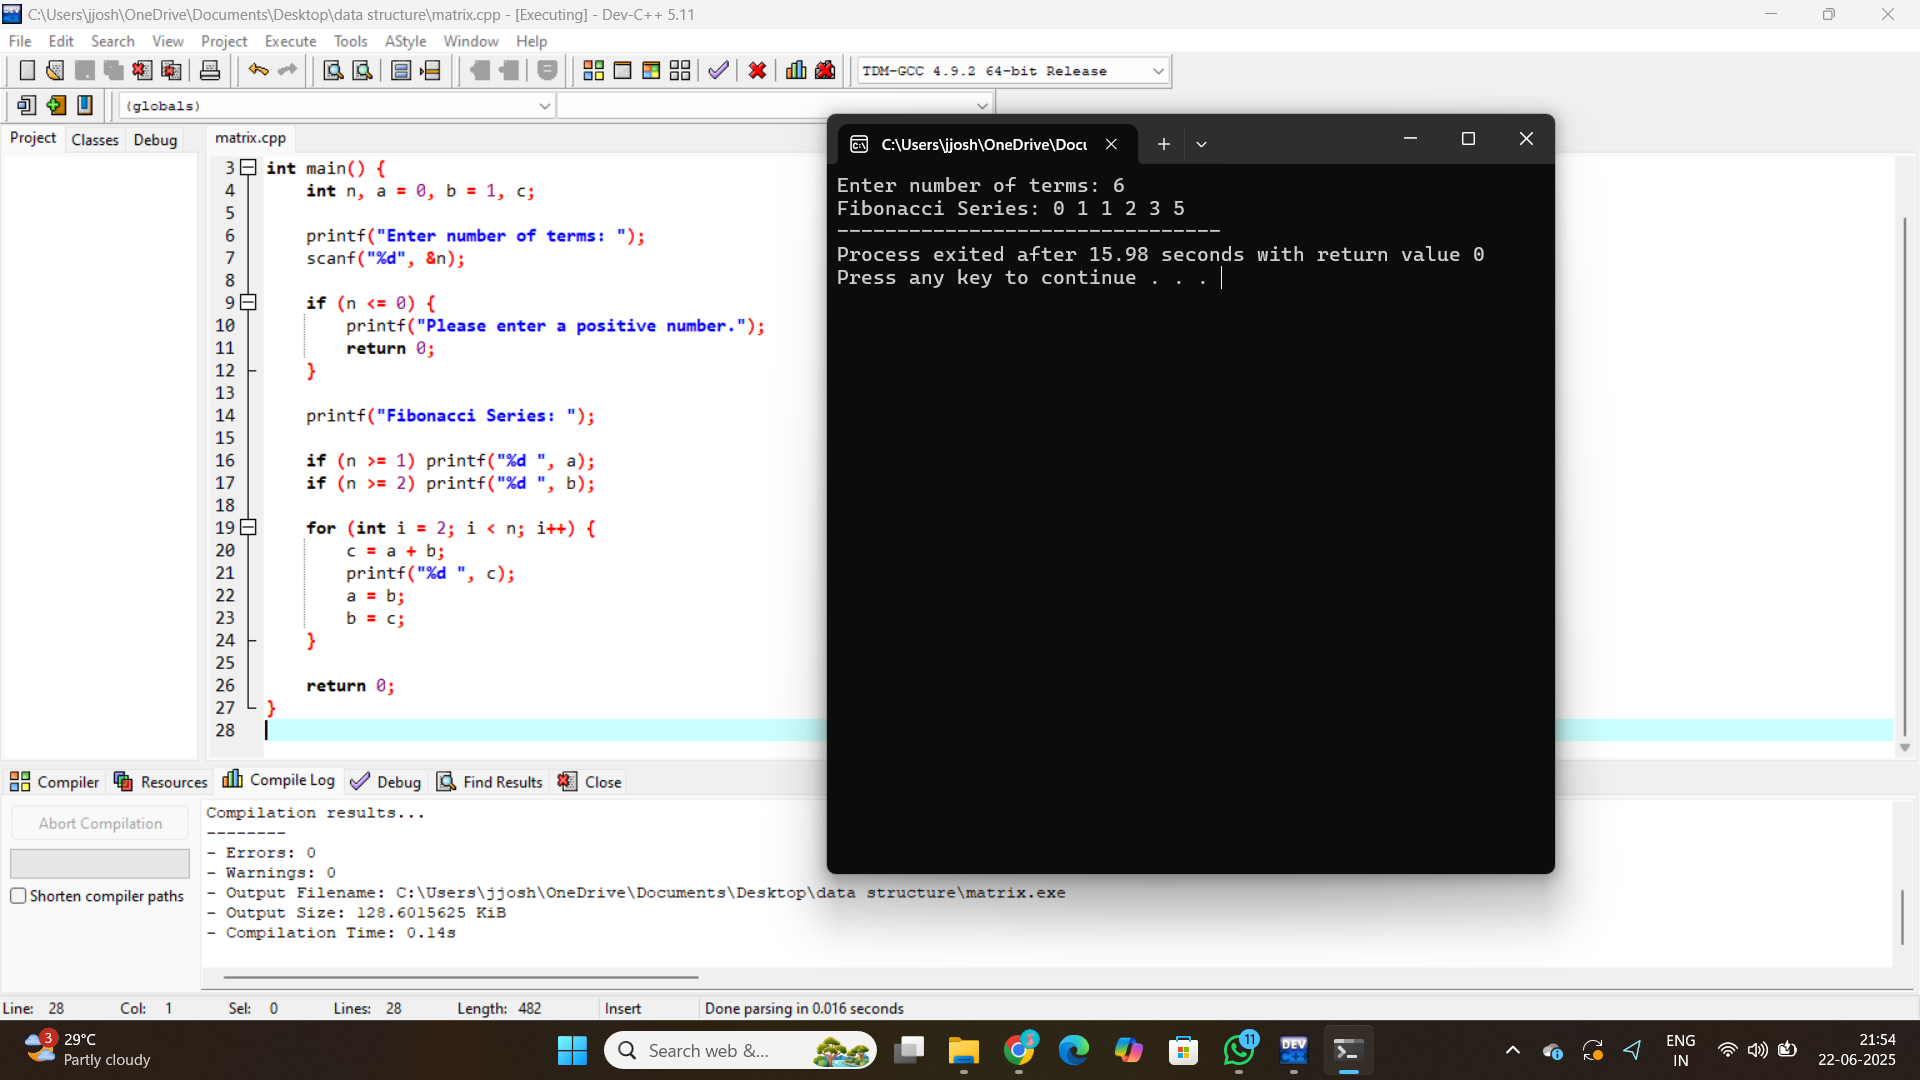 C:\Users\jjosh\OneDrive\Documents\Desktop\data structure\matrix.cpp - [Executing] - Dev-C++ 5.11
File Edit Search View Project Execute Tools AStyle Window Help
TDM-GCC 4.9.2 64-bit Release
(globals)
Project Classes Debug
matrix.cpp
3 int main() {
4 int n, a = 0, b = 1, c;
5
6 printf("Enter number of terms: ");
7 scanf("%d", &n);
8
9 if (n <= 0) {
10 printf("Please enter a positive number.");
11 return 0;
12 }
13
14 printf("Fibonacci Series: ");
15
16 if (n >= 1) printf("%d ", a);
17 if (n >= 2) printf("%d ", b);
18
19 for (int i = 2; i < n; i++) {
20 c = a + b;
21 printf("%d ", c);
22 a = b;
23 b = c;
24 }
25
26 return 0;
27 }
28
C:\Users\jjosh\OneDrive\Docu
Enter number of terms: 6
Fibonacci Series: 0 1 1 2 3 5
--------------------------------
Process exited after 15.98 seconds with return value 0
Press any key to continue . . .
Compiler Resources Compile Log Debug Find Results Close
Abort Compilation
Shorten compiler paths
Compilation results...
--------
- Errors: 0
- Warnings: 0
- Output Filename: C:\Users\jjosh\OneDrive\Documents\Desktop\data structure\matrix.exe
- Output Size: 128.6015625 KiB
- Compilation Time: 0.14s
Line: 28 Col: 1 Sel: 0 Lines: 28 Length: 482 Insert Done parsing in 0.016 seconds
3
29°C
Partly cloudy
Search web &...
11
DEV
ENG
IN
21:54
22-06-2025